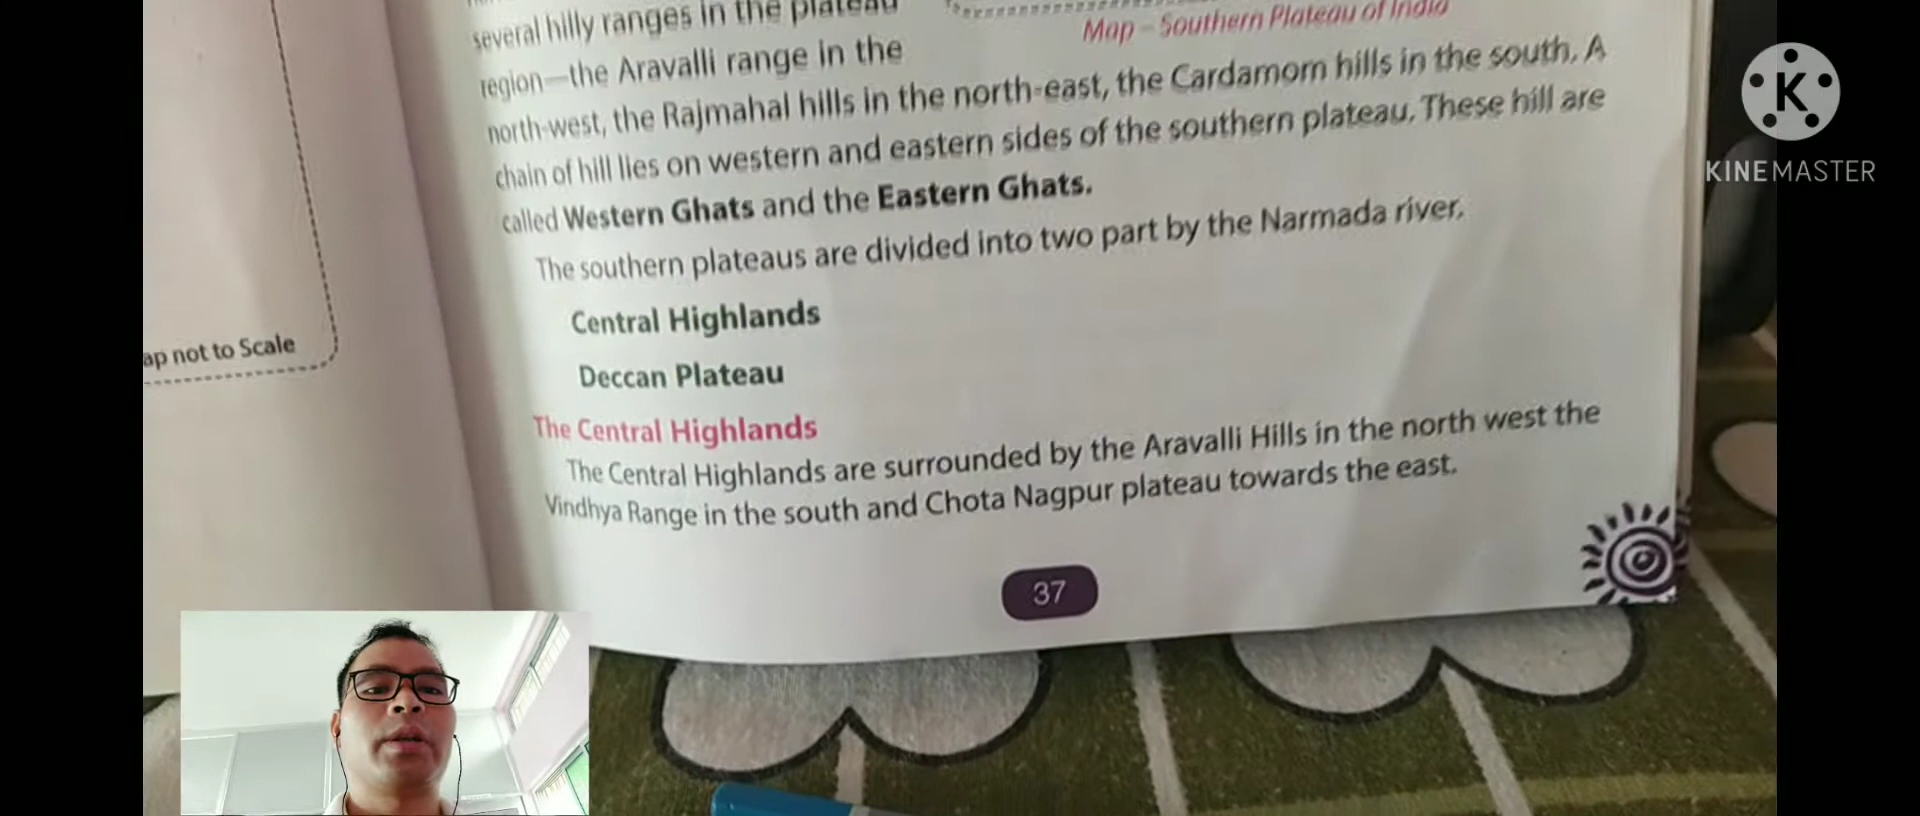 several hilly ranges in the plateau
Map – Southern Plateau of India
region—the Aravalli range in the
north-west, the Rajmahal hills in the north-east, the Cardamom hills in the south. A
chain of hill lies on western and eastern sides of the southern plateau. These hill are
called Western Ghats and the Eastern Ghats.
The southern plateaus are divided into two part by the Narmada river.
Central Highlands
Deccan Plateau
The Central Highlands
The Central Highlands are surrounded by the Aravalli Hills in the north west the
Vindhya Range in the south and Chota Nagpur plateau towards the east.
37
ap not to Scale
K
KINEMASTER